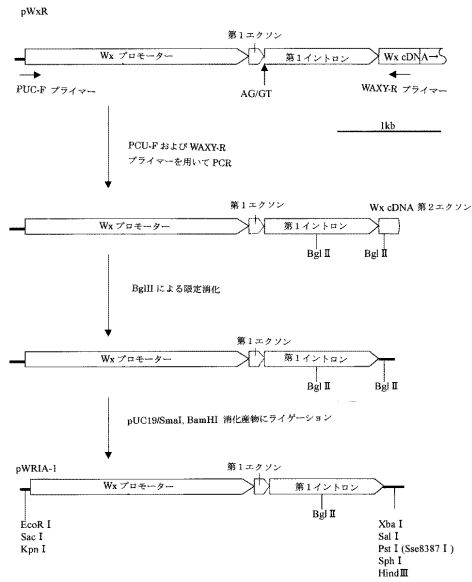 pWxR
第1エクソン
Wx プロモーター
第1イントロン
Wx cDNA
PUC-F プライマー
AG/GT
WAXY-R プライマー
1kb
PCU-F および WAXY-R
プライマーを用いて PCR
第1エクソン
Wx cDNA 第2エクソン
Wx プロモーター
第1イントロン
Bgl Ⅱ
Bgl Ⅱ
BglII による限定消化
第1エクソン
Wx プロモーター
第1イントロン
Bgl Ⅱ
Bgl Ⅱ
pUC19/SmaI, BamHI 消化産物にライゲーション
pWRIA-1
第1エクソン
Wx プロモーター
第1イントロン
Bgl Ⅱ
EcoR Ⅰ
Sac Ⅰ
Kpn Ⅰ
Xba Ⅰ
Sal Ⅰ
Pst Ⅰ (Sse8387 Ⅰ)
Sph Ⅰ
Hind Ⅲ